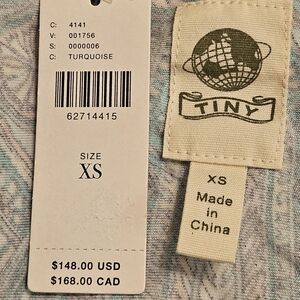 C: 4141
V: 001756
S: 0000006
C: TURQUOISE
62714415
SIZE
XS
$148.00 USD
$168.00 CAD
TINY
XS
Made
in
China